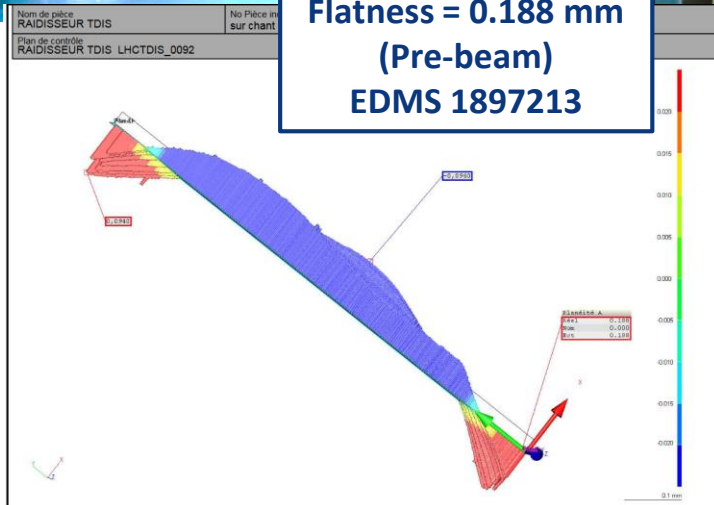 Flatness = 0.188 mm
(Pre-beam)
EDMS 1897213
Nom de pièce
RAIDISSEUR TDIS
No Pièce in
sur chant
Plan de contrôle
RAIDISSEUR TDIS LHCTDIS_0092
0.020
0.015
0.010
0.005
0.000
-0.005
-0.010
-0.015
-0.020
0.0940
-0.0940
Planéité A
Réel 0.188
Nom 0.000
Ect 0.188
X
Z
Y
X
Z
0.1 mm